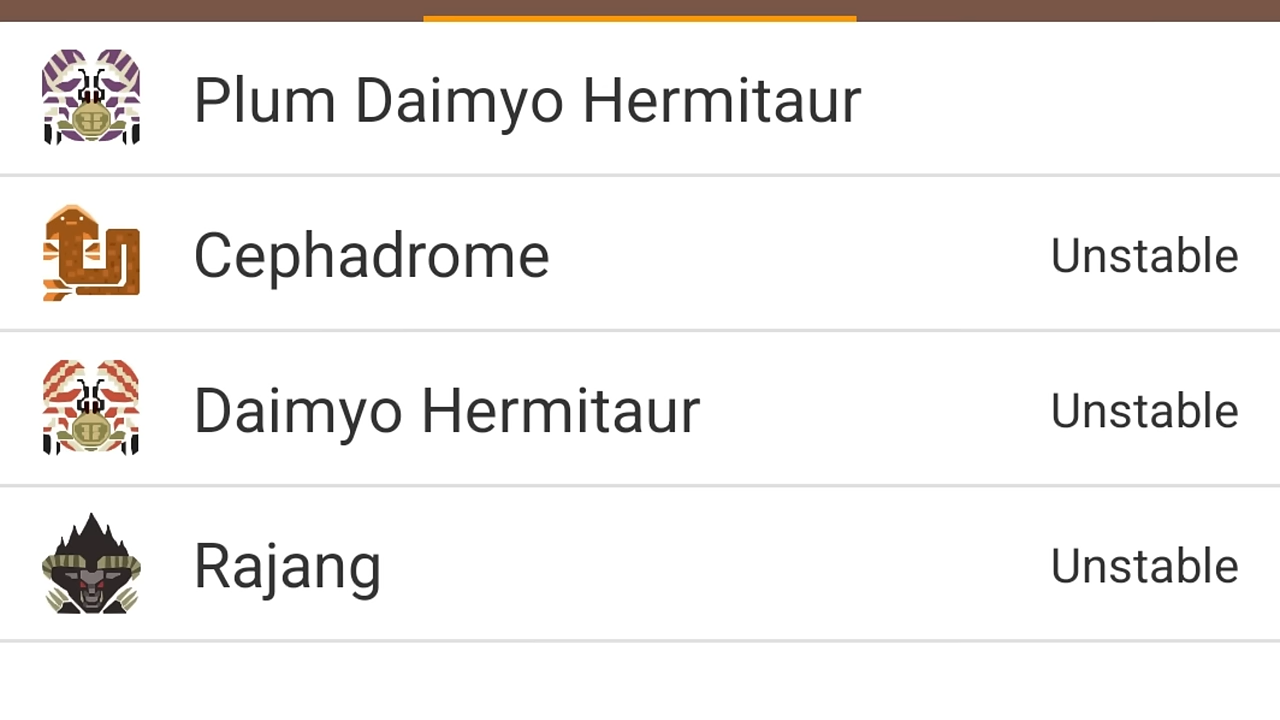 Plum Daimyo Hermitaur
Cephadrome Unstable
Daimyo Hermitaur Unstable
Rajang Unstable